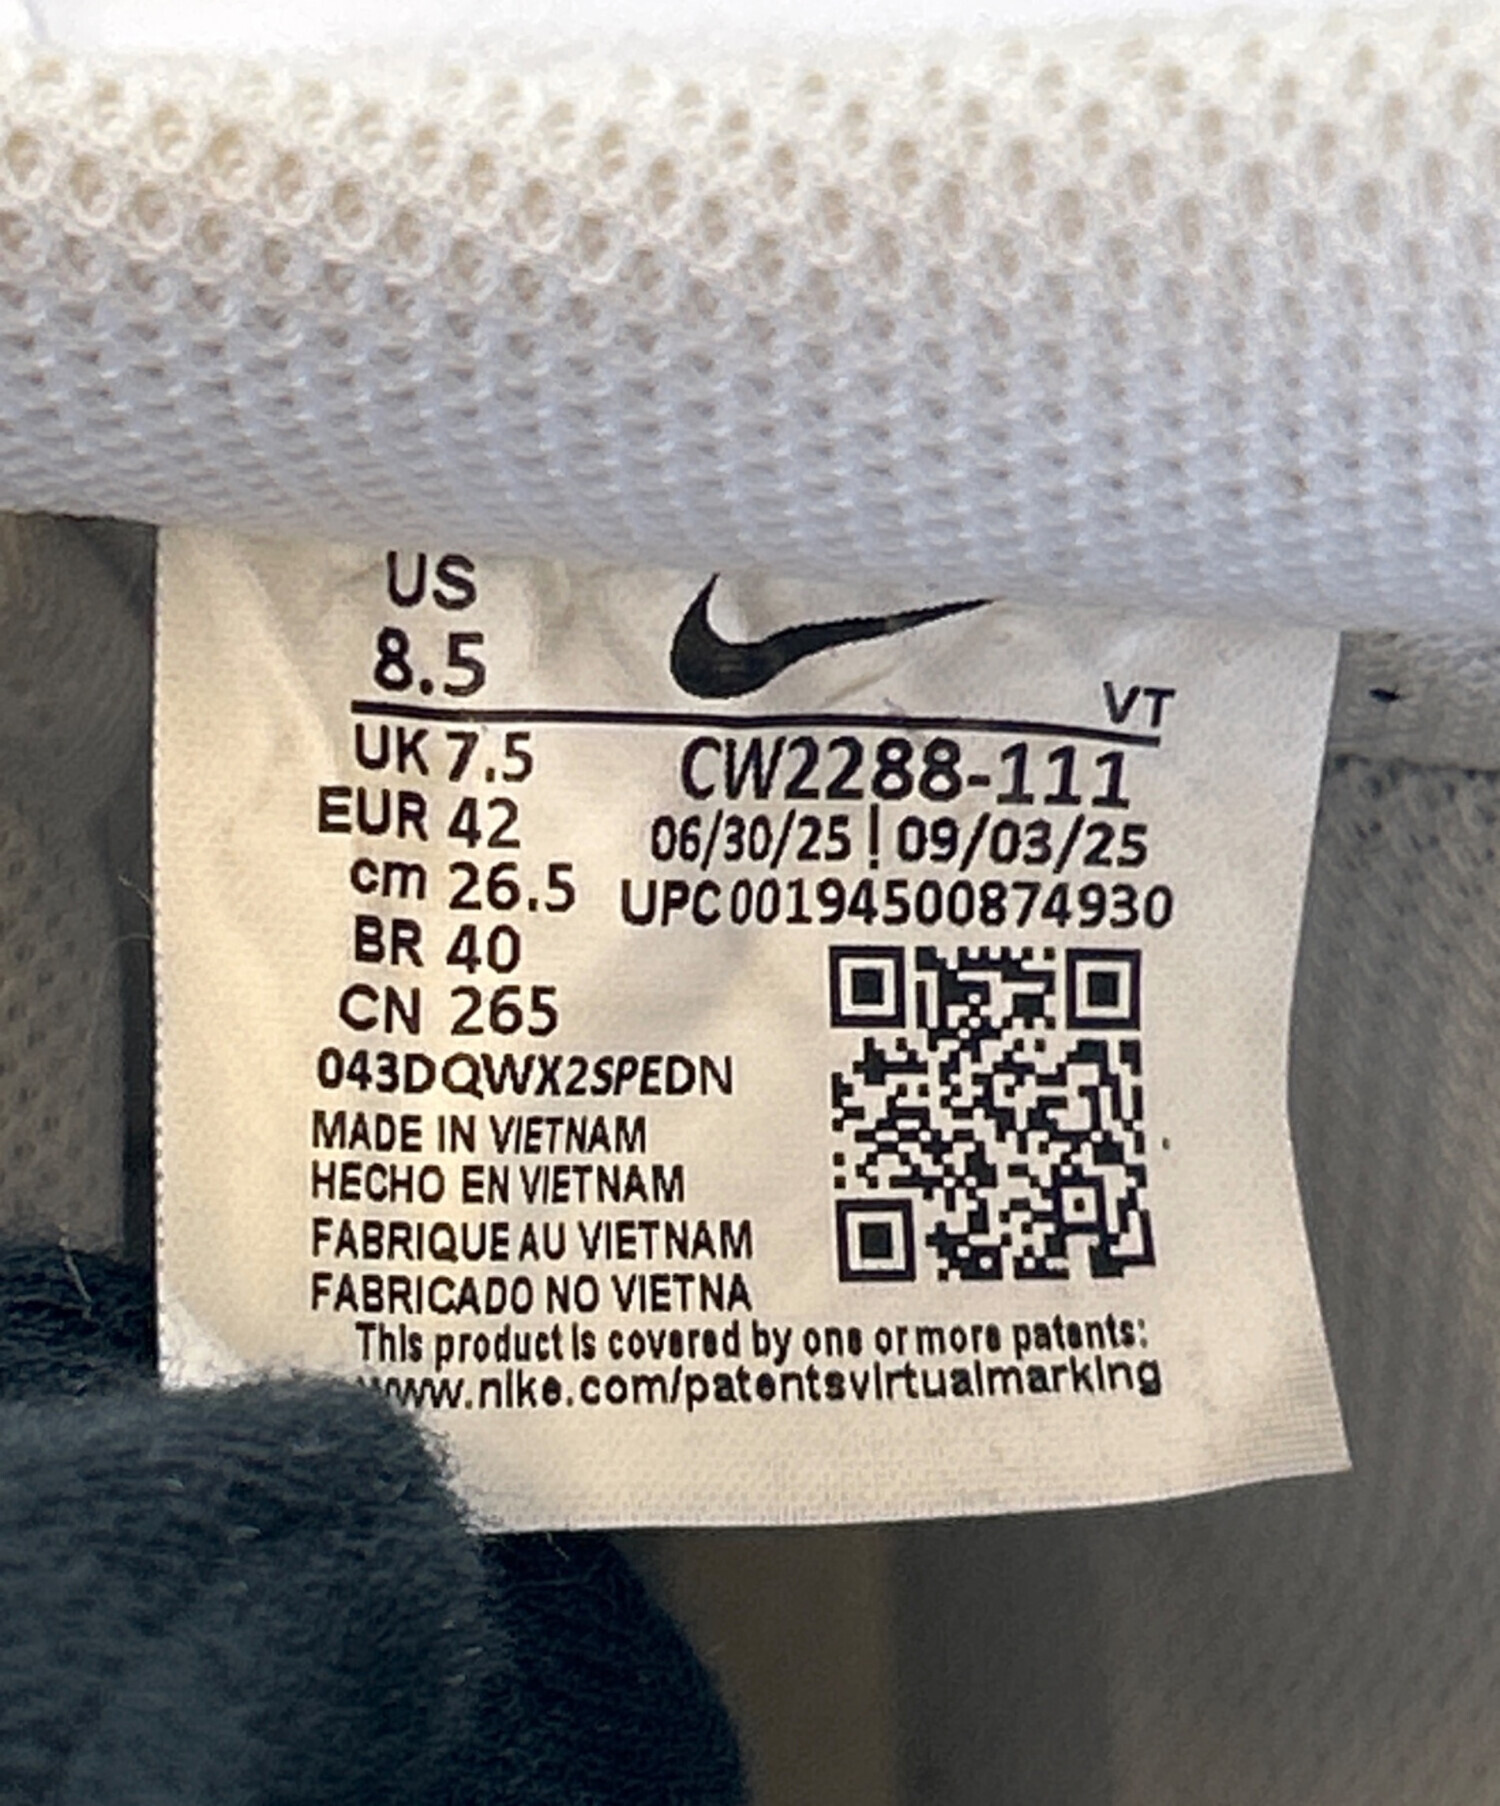 US
8.5
VT
UK 7.5
EUR 42
cm 26.5
BR 40
CN 265
CW2288-111
06/30/25 | 09/03/25
UPC 00194500874930
043DQWX2SPEDN
MADE IN VIETNAM
HECHO EN VIETNAM
FABRIQUE AU VIETNAM
FABRICADO NO VIETNA
This product is covered by one or more patents:
www.nike.com/patentsvirtualmarking